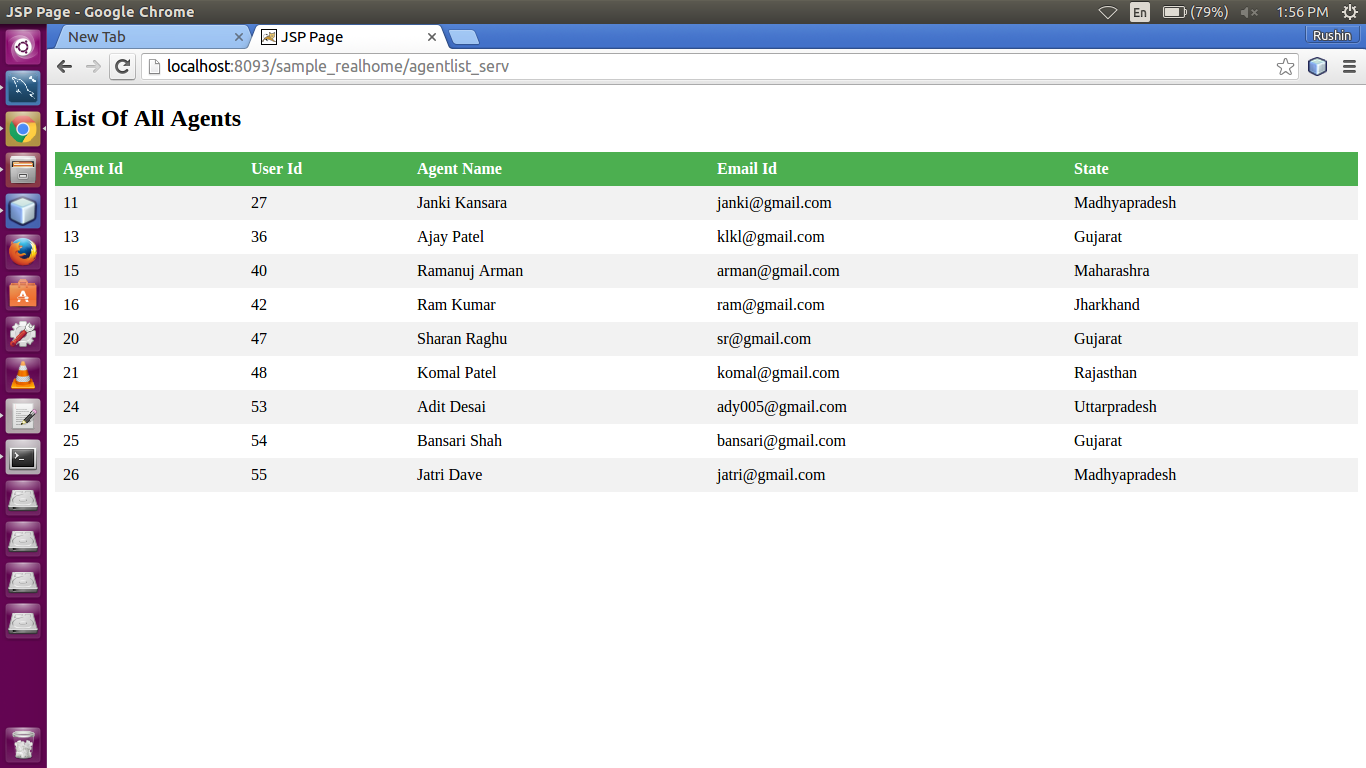 JSP Page - Google Chrome
En
(79%)
1:56 PM
New Tab
JSP Page
Rushin
localhost:8093/sample_realhome/agentlist_serv
List Of All Agents
Agent Id User Id Agent Name Email Id State
11 27 Janki Kansara janki@gmail.com Madhyapradesh
13 36 Ajay Patel klkl@gmail.com Gujarat
15 40 Ramanuj Arman arman@gmail.com Maharashra
16 42 Ram Kumar ram@gmail.com Jharkhand
20 47 Sharan Raghu sr@gmail.com Gujarat
21 48 Komal Patel komal@gmail.com Rajasthan
24 53 Adit Desai ady005@gmail.com Uttarpradesh
25 54 Bansari Shah bansari@gmail.com Gujarat
26 55 Jatri Dave jatri@gmail.com Madhyapradesh